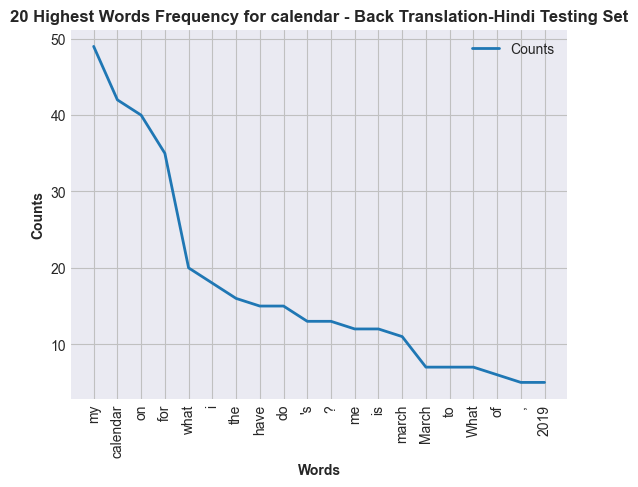 20 Highest Words Frequency for calendar - Back Translation-Hindi Testing Set
Counts
50
40
30
20
10
Counts
my
calendar
on
for
what
i
the
have
do
's
?
me
is
march
March
to
What
of
,
2019
Words